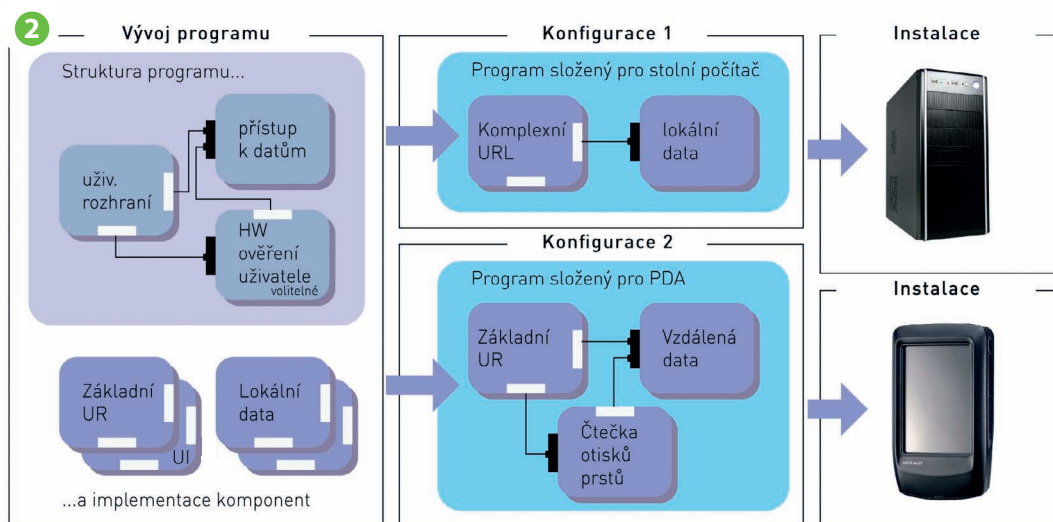 2
Vývoj programu
Struktura programu...
přístup
k datům
uživ.
rozhraní
HW
ověření
uživatele
volitelné
Základní
UR
UI
Lokální
data
...a implementace komponent
Konfigurace 1
Program složený pro stolní počítač
Komplexní
URL
lokální
data
Konfigurace 2
Program složený pro PDA
Základní
UR
Vzdálená
data
Čtečka
otisků
prstů
Instalace
Instalace